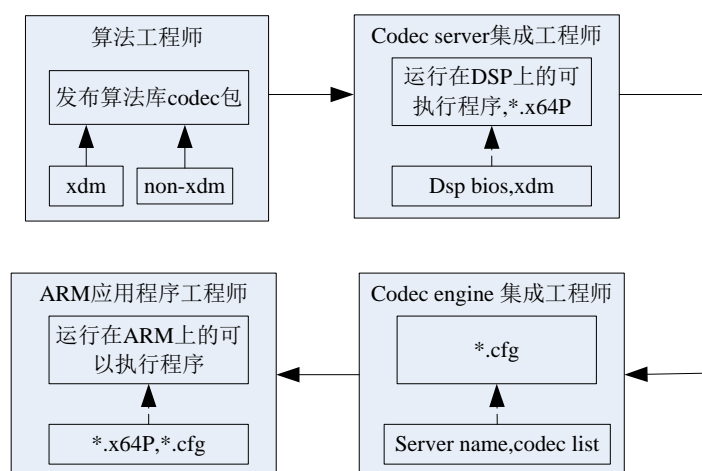 算法工程师
发布算法库codec包
xdm
non-xdm
Codec server集成工程师
运行在DSP上的可
执行程序,*.x64P
Dsp bios,xdm
ARM应用程序工程师
运行在ARM上的可
以执行程序
*.x64P,*.cfg
Codec engine 集成工程师
*.cfg
Server name,codec list